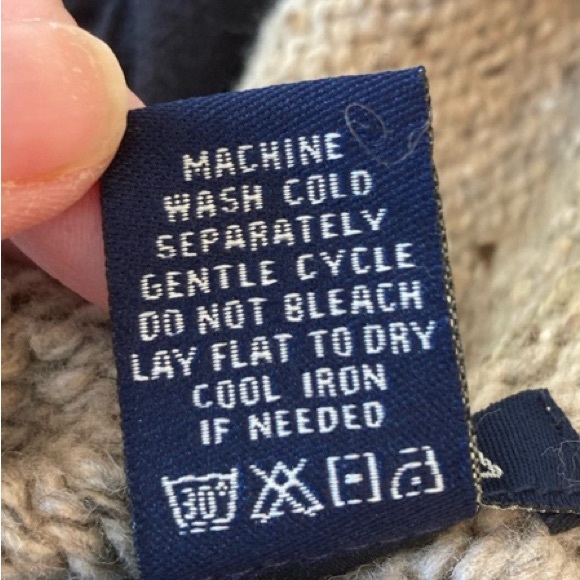 MACHINE
WASH COLD
SEPARATELY
GENTLE CYCLE
DO NOT BLEACH
LAY FLAT TO DRY
COOL IRON
IF NEEDED
30°